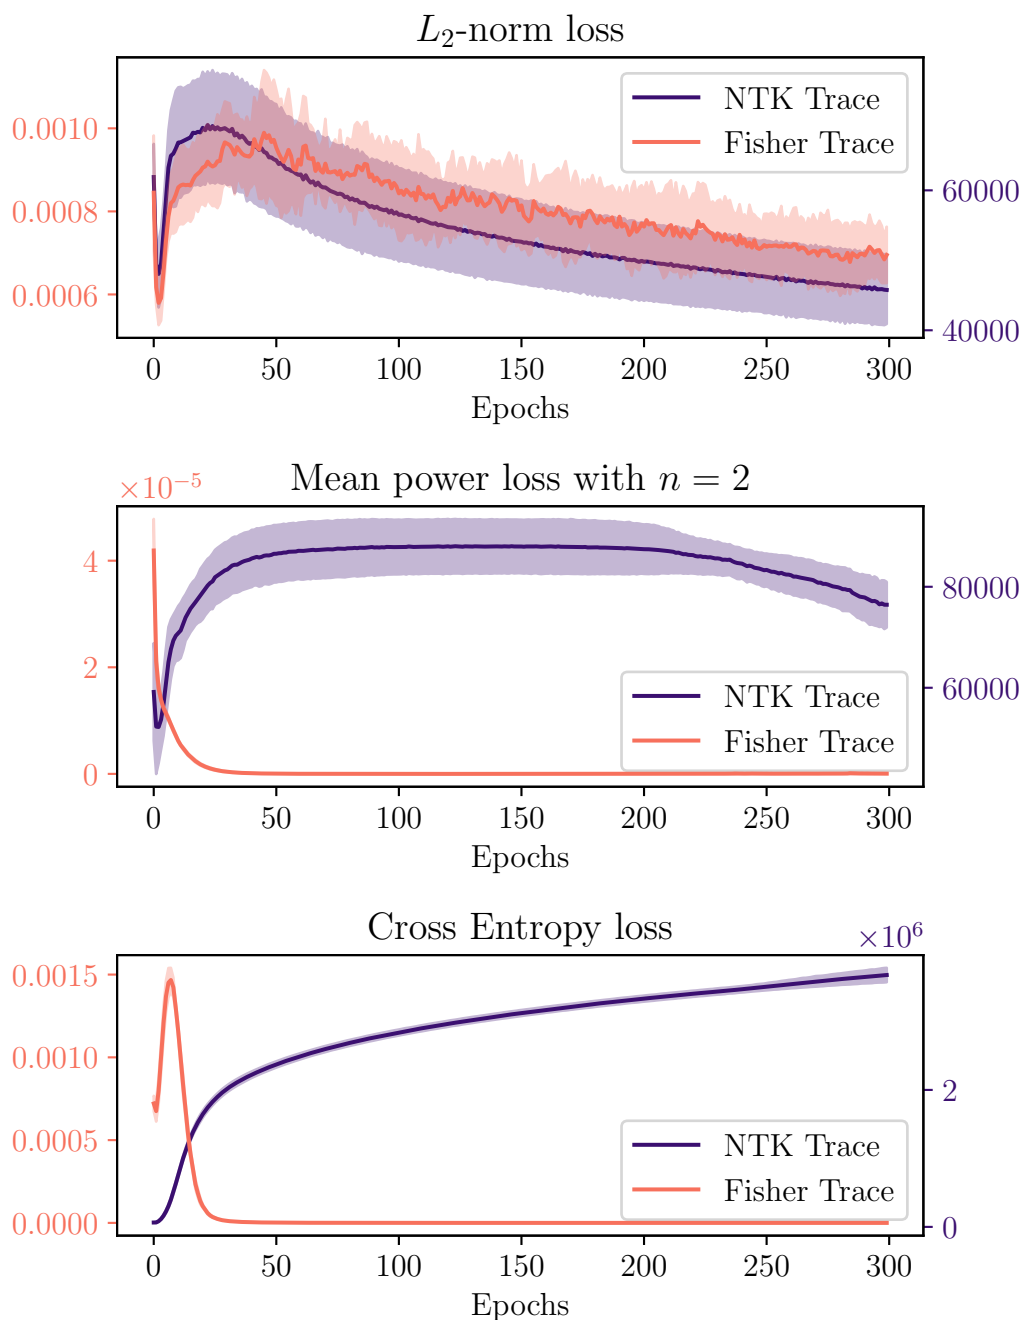 L₂-norm loss
NTK Trace
Fisher Trace
0.0010
0.0008
0.0006
60000
40000
0 50 100 150 200 250 300
Epochs
×10⁻⁵
Mean power loss with n = 2
4
2
0
80000
60000
NTK Trace
Fisher Trace
0 50 100 150 200 250 300
Epochs
Cross Entropy loss
×10⁶
0.0015
0.0010
0.0005
0.0000
2
0
NTK Trace
Fisher Trace
0 50 100 150 200 250 300
Epochs